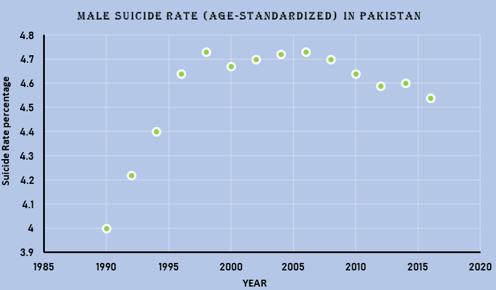 MALE SUICIDE RATE (AGE-STANDARDIZED) IN PAKISTAN
Suicide Rate percentage
4.8
4.7
4.6
4.5
4.4
4.3
4.2
4.1
4
3.9
1985 1990 1995 2000 2005 2010 2015 2020
YEAR